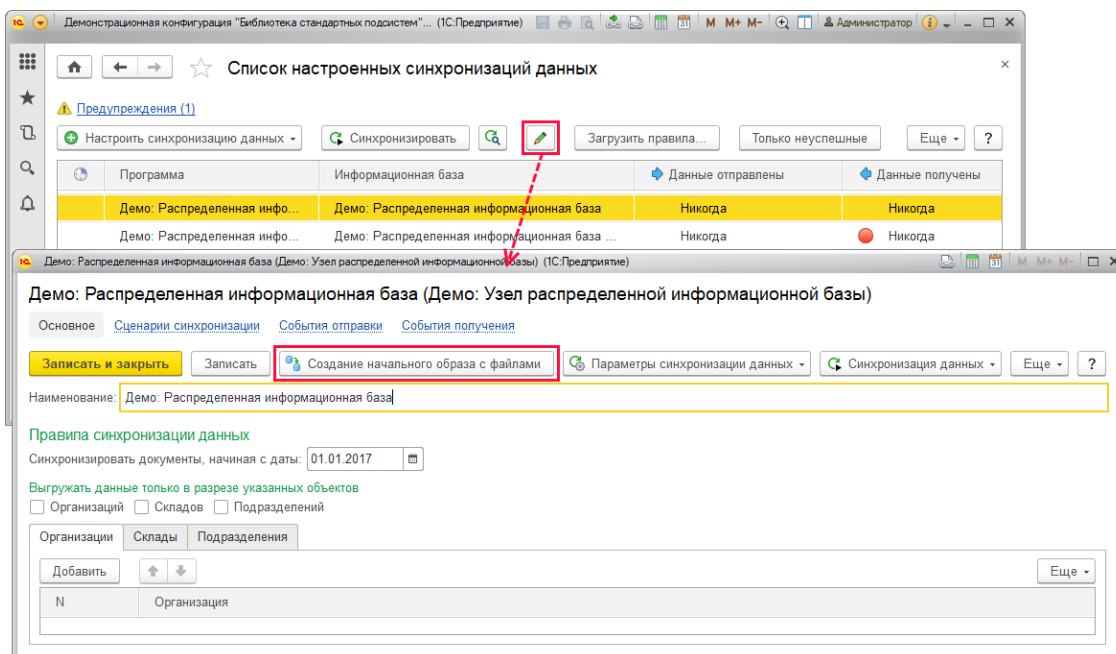 1С Демонстрационная конфигурация "Библиотека стандартных подсистем"... (1С:Предприятие) 31 M M+ M- Администратор i
Список настроенных синхронизаций данных
Предупреждения (1)
Настроить синхронизацию данных Синхронизировать Загрузить правила... Только неуспешные Еще ?
Программа Информационная база Данные отправлены Данные получены
Демо: Распределенная инфо... Демо: Распределенная информационная база Никогда Никогда
Демо: Распределенная инфо... Демо: Распределенная информационная база ... Никогда Никогда
1С Демо: Распределенная информационная база (Демо: Узел распределенной информационной базы) (1С:Предприятие) 31 M M+ M-
Демо: Распределенная информационная база (Демо: Узел распределенной информационной базы)
Основное Сценарии синхронизации События отправки События получения
Записать и закрыть Записать Создание начального образа с файлами Параметры синхронизации данных Синхронизация данных Еще ?
Наименование: Демо: Распределенная информационная база
Правила синхронизации данных
Синхронизировать документы, начиная с даты: 01.01.2017
Выгружать данные только в разрезе указанных объектов
Организаций Складов Подразделений
Организации Склады Подразделения
Добавить Еще
N Организация